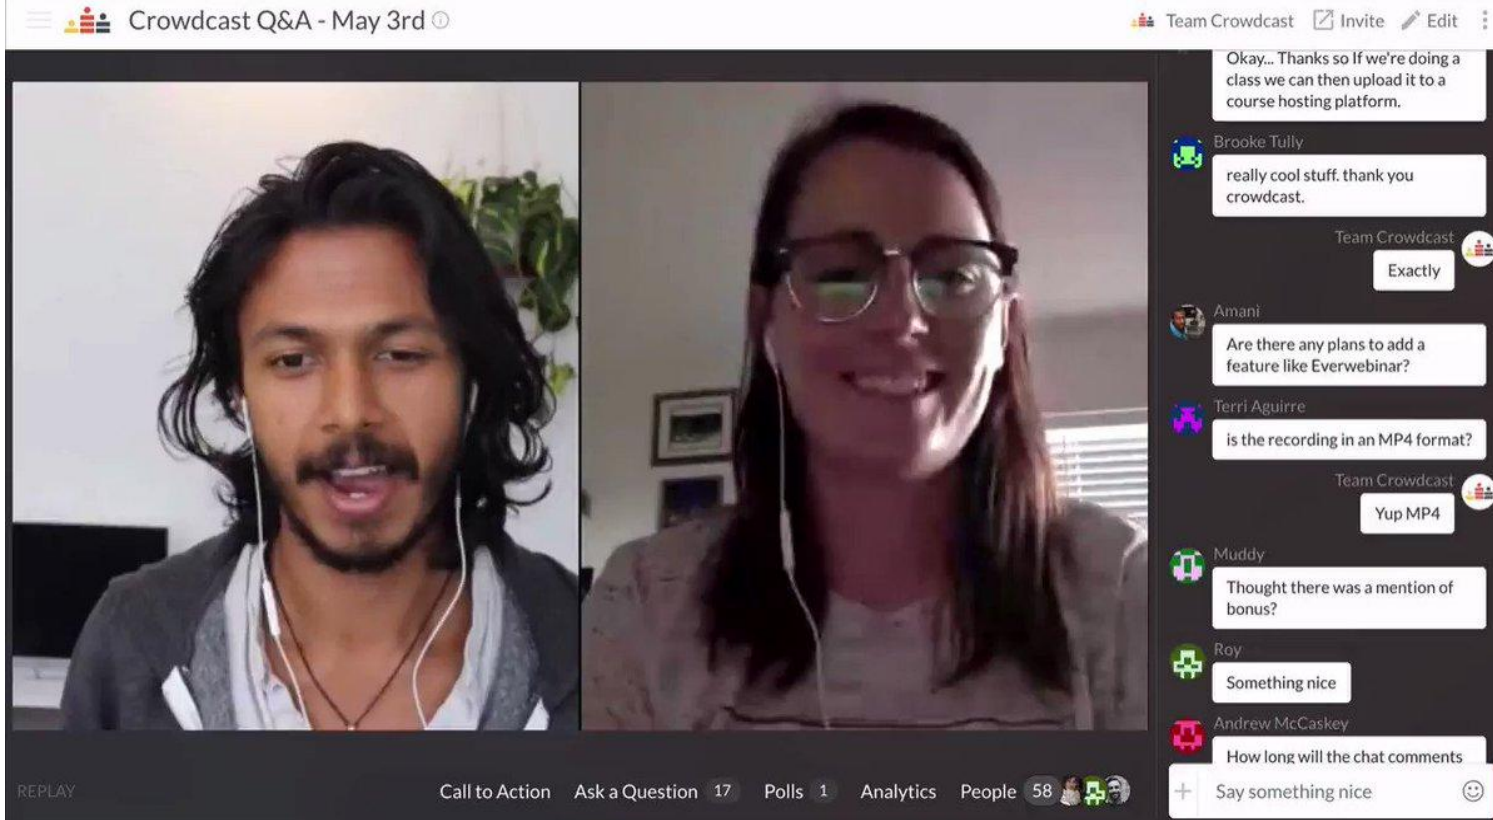 Crowdcast Q&A - May 3rd
Team Crowdcast
Invite
Edit
Okay... Thanks so If we're doing a
class we can then upload it to a
course hosting platform.
Brooke Tully
really cool stuff. thank you
crowdcast.
Team Crowdcast
Exactly
Amani
Are there any plans to add a
feature like Everwebinar?
Terri Aguirre
is the recording in an MP4 format?
Team Crowdcast
Yup MP4
Muddy
Thought there was a mention of
bonus?
Roy
Something nice
Andrew McCaskey
How long will the chat comments
REPLAY
Call to Action
Ask a Question 17
Polls 1
Analytics
People 58
Say something nice